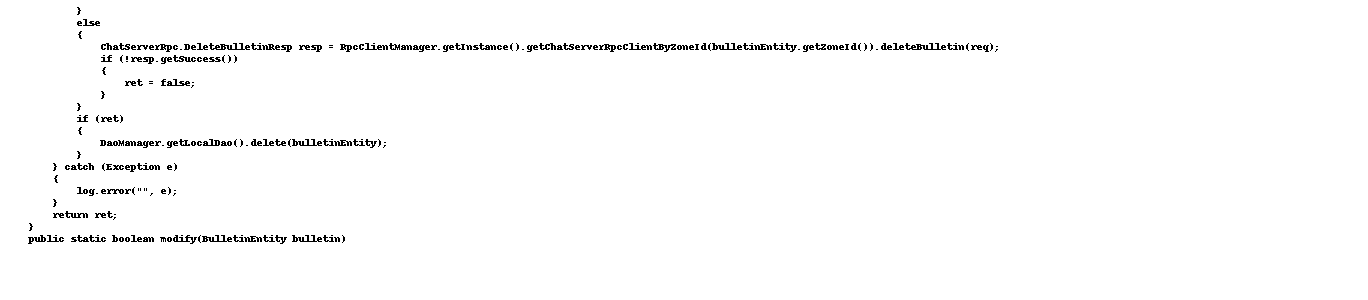 }
else
{
ChatServerRpc.DeleteBulletinResp resp = RpcClientManager.getInstance().getChatServerRpcClientByZoneId(bulletinEntity.getZoneId()).deleteBulletin(req);
if (!resp.getSuccess())
{
ret = false;
}
}
if (ret)
{
DaoManager.getLocalDao().delete(bulletinEntity);
}
} catch (Exception e)
{
log.error("", e);
}
return ret;
}
public static boolean modify(BulletinEntity bulletin)